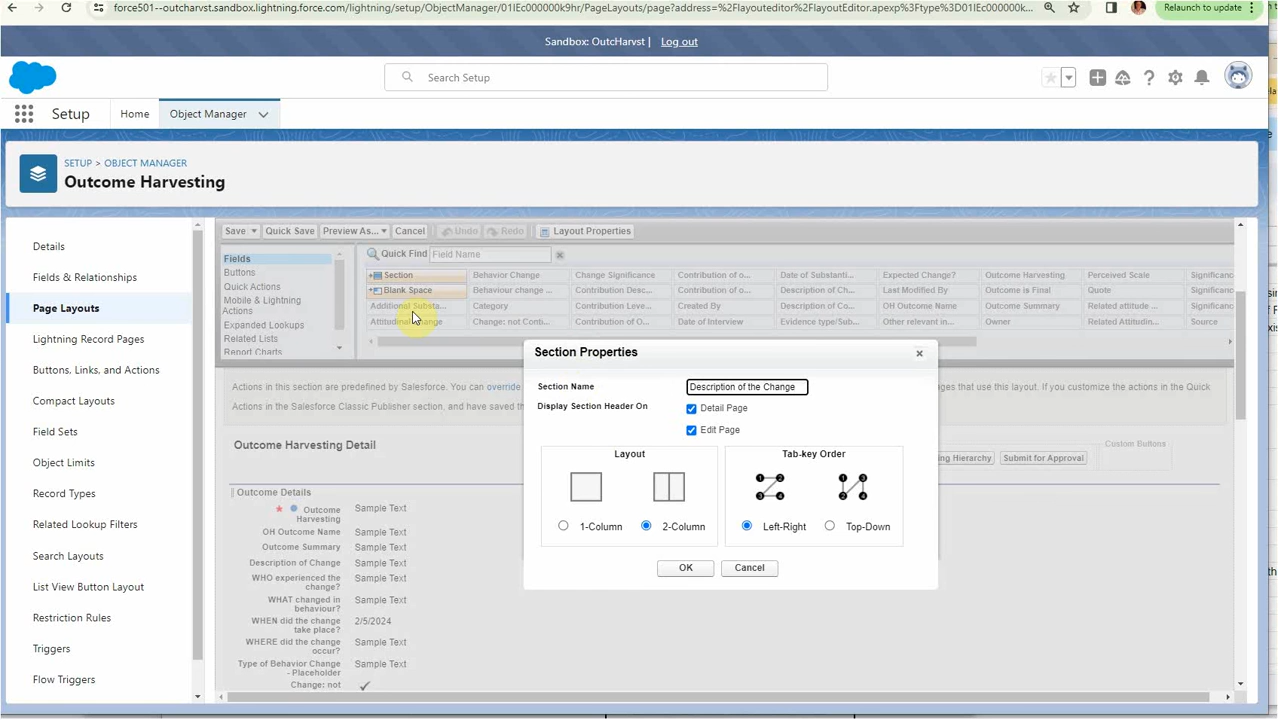 force501--outcharvst.sandbox.lightning.force.com/lightning/setup/ObjectManager/01IEc000000k9hr/PageLayouts/page?address=%2Flayouteditor%2FlayoutEditor.apexp%3Ftype%3D01IEc000000k9...
Relaunch to update
Sandbox: OutcHarvst | Log out
Search Setup
Setup
Home
Object Manager
SETUP > OBJECT MANAGER
Outcome Harvesting
Details
Fields & Relationships
Page Layouts
Lightning Record Pages
Buttons, Links, and Actions
Compact Layouts
Field Sets
Object Limits
Record Types
Related Lookup Filters
Search Layouts
List View Button Layout
Restriction Rules
Triggers
Flow Triggers
Save Quick Save Preview As... Cancel Undo Redo Layout Properties
Fields
Buttons
Quick Actions
Mobile & Lightning
Actions
Expanded Lookups
Related Lists
Report Charts
Quick Find Field Name
Section Behavior Change Change Significance Contribution of o... Date of Substanti... Expected Change? Outcome Harvesting Perceived Scale Significanc
Blank Space Behaviour change ... Contribution Desc... Contribution of o... Description of Ch... Last Modified By Outcome is Final Quote Significanc
Additional Substa... Category Contribution Leve... Created By Description of Co... OH Outcome Name Outcome Summary Related attitude ... Significanc
Attitudinal Change Change: not Cont... Contribution of O... Date of Interview Evidence type/Sub... Other relevant in... Owner Related Attitudin... Source
Actions in this section are predefined by Salesforce. You can override
ages that use this layout. If you customize the actions in the Quick
Actions in the Salesforce Classic Publisher section, and have saved the
Outcome Harvesting Detail
Custom Buttons
ng Hierarchy Submit for Approval
Outcome Details
* Outcome
Harvesting Sample Text
OH Outcome Name Sample Text
Outcome Summary Sample Text
Description of Change Sample Text
WHO experienced the
change? Sample Text
WHAT changed in
behaviour? Sample Text
WHEN did the change
take place? 2/5/2024
WHERE did the change
occur? Sample Text
Type of Behavior Change
- Placeholder Sample Text
Change: not
Section Properties
Section Name Description of the Change
Display Section Header On Detail Page
Edit Page
Layout
1-Column 2-Column
Tab-key Order
1 2 3 4
1 3 2 4
Left-Right Top-Down
OK Cancel